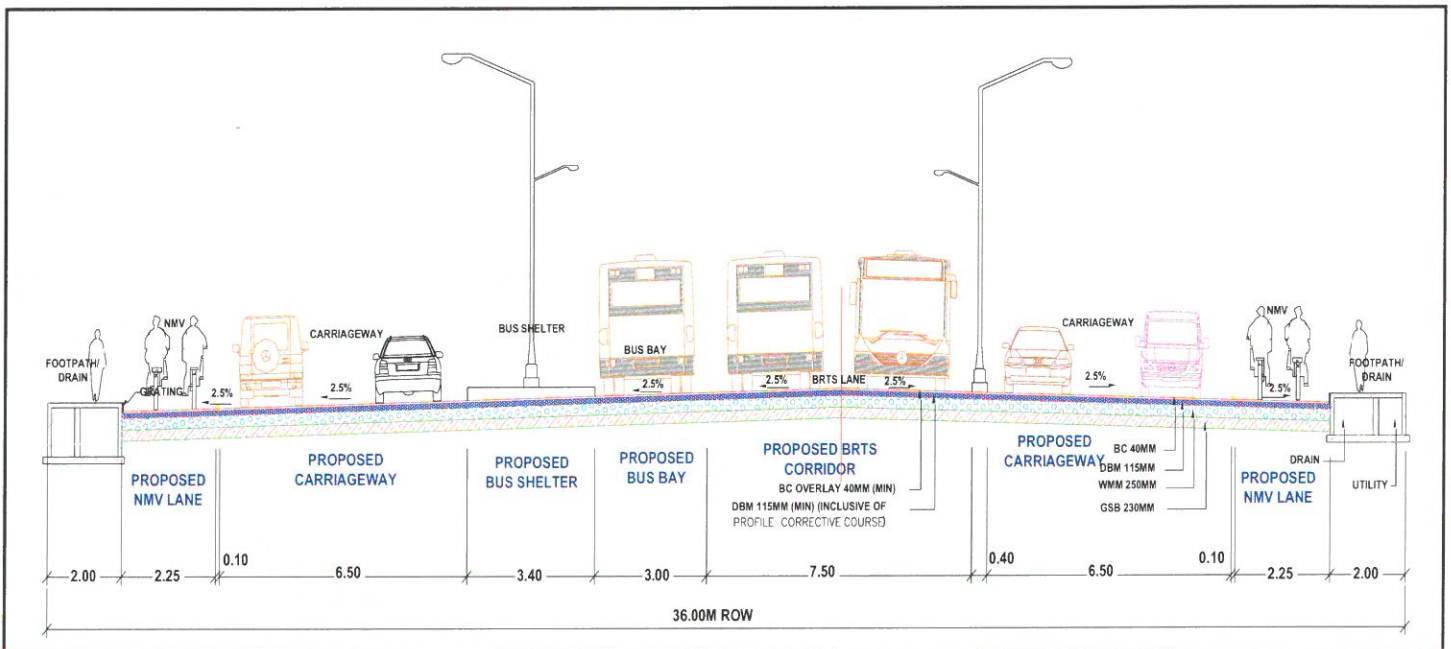 NMV
CARRIAGEWAY
BUS SHELTER
CARRIAGEWAY
NMV
FOOTPATH/
DRAIN
BUS BAY
FOOTPATH/
DRAIN
GRATING
2.5%
2.5%
2.5%
2.5%
BRTS LANE
2.5%
2.5%
2.5%
PROPOSED
NMV LANE
PROPOSED
CARRIAGEWAY
PROPOSED
BUS SHELTER
PROPOSED
BUS BAY
PROPOSED BRTS
CORRIDOR
BC OVERLAY 40MM (MIN)
DBM 115MM (MIN) (INCLUSIVE OF
PROFILE CORRECTIVE COURSE)
PROPOSED
CARRIAGEWAY
BC 40MM
DBM 115MM
WMM 250MM
GSB 230MM
PROPOSED
NMV LANE
DRAIN
UTILITY
2.00
2.25
0.10
6.50
3.40
3.00
7.50
0.40
6.50
0.10
2.25
2.00
36.00M ROW